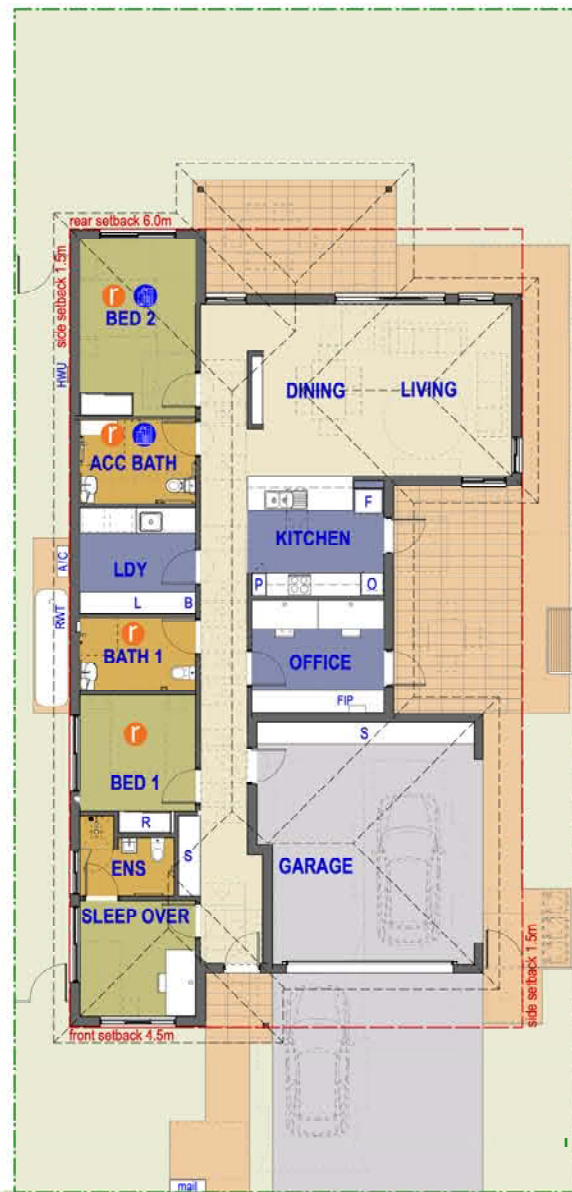 rear setback 6.0m
side setback 1.5m
r
BED 2
HWU
DINING
LIVING
r
ACC BATH
F
KITCHEN
A/C
LDY
P
O
L
B
RWT
r
BATH 1
OFFICE
FIP
r
S
BED 1
R
ENS
S
GARAGE
SLEEP OVER
side setback 1.5m
front setback 4.5m
mail